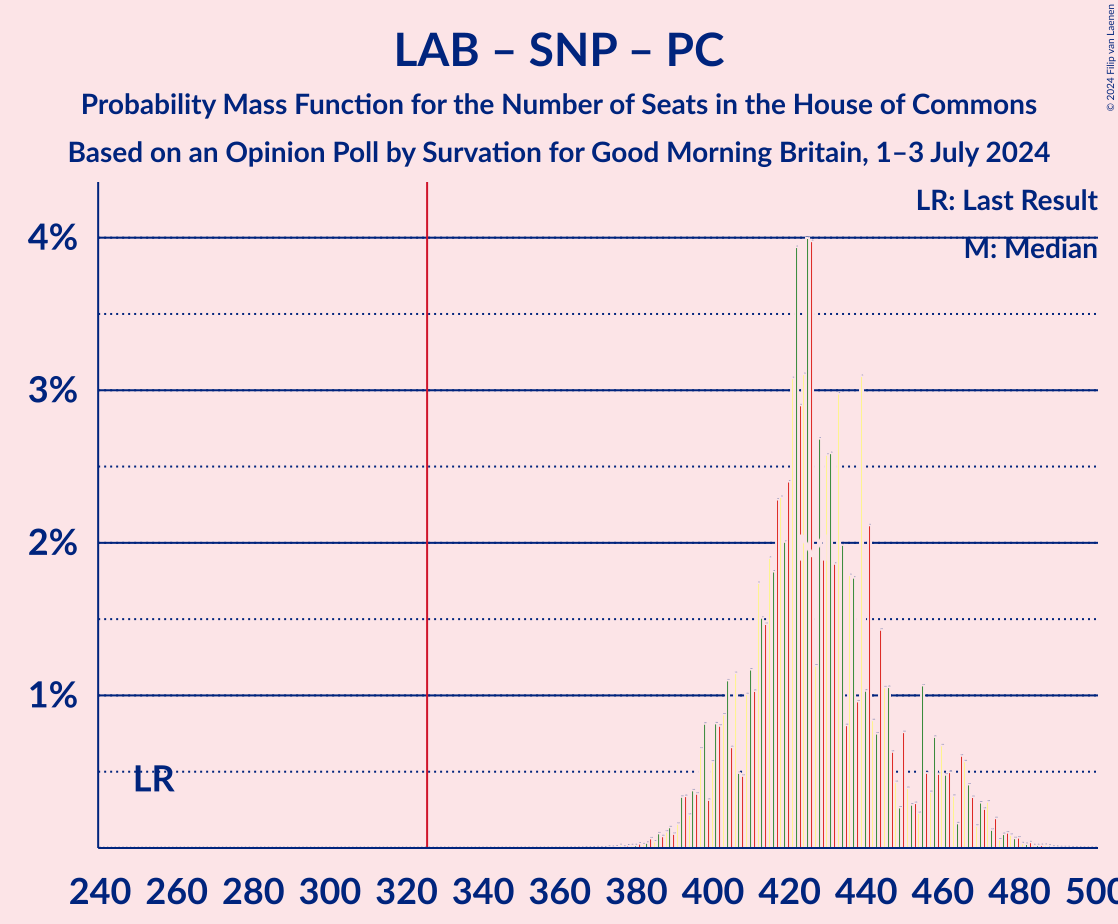 LAB – SNP – PC
Probability Mass Function for the Number of Seats in the House of Commons
Based on an Opinion Poll by Survation for Good Morning Britain, 1–3 July 2024
© 2024 Filip van Laenen
LR: Last Result
M: Median
4%
3%
2%
1%
LR
240 260 280 300 320 340 360 380 400 420 440 460 480 500